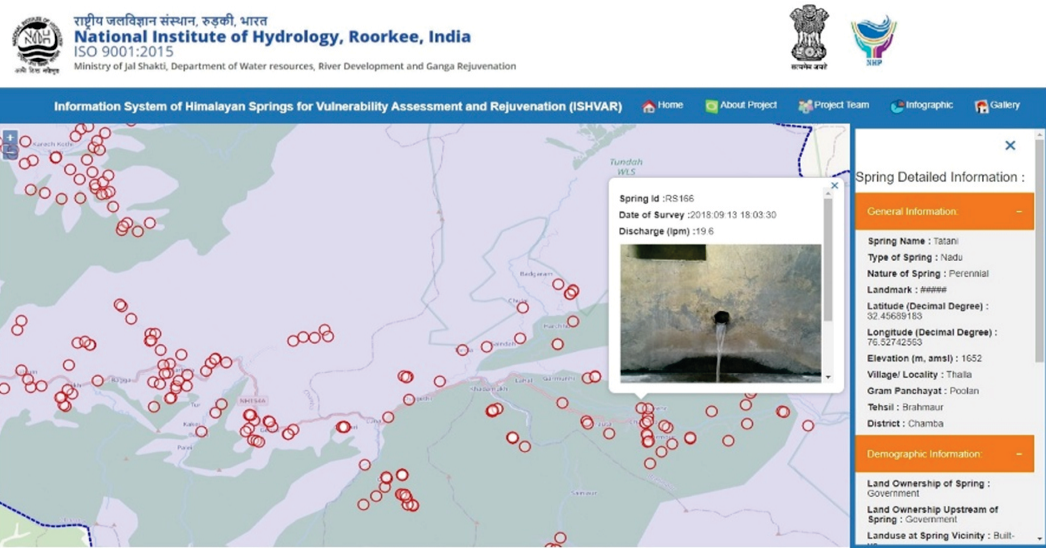 राष्ट्रीय जलविज्ञान संस्थान, रुड़की, भारत
National Institute of Hydrology, Roorkee, India
ISO 9001:2015
Ministry of Jal Shakti, Department of Water resources, River Development and Ganga Rejuvenation
सत्यमेव जयते
NHP
Information System of Himalayan Springs for Vulnerability Assessment and Rejuvenation (ISHVAR)
Home
About Project
Project Team
Infographic
Gallery
Tundah
WLS
NH154A
Spring Id :RS166
Date of Survey :2018:09:13 18:03:30
Discharge (lpm) :19.6
Spring Detailed Information :
General Information:
Spring Name : Tatani
Type of Spring : Nadu
Nature of Spring : Perennial
Landmark : #####
Latitude (Decimal Degree) :
32.45689183
Longitude (Decimal Degree) :
76.52742563
Elevation (m, amsl) : 1652
Village/ Locality : Thalla
Gram Panchayat : Poolan
Tehsil : Brahmaur
District : Chamba
Demographic Information:
Land Ownership of Spring :
Government
Land Ownership Upstream of
Spring : Government
Landuse at Spring Vicinity : Built-